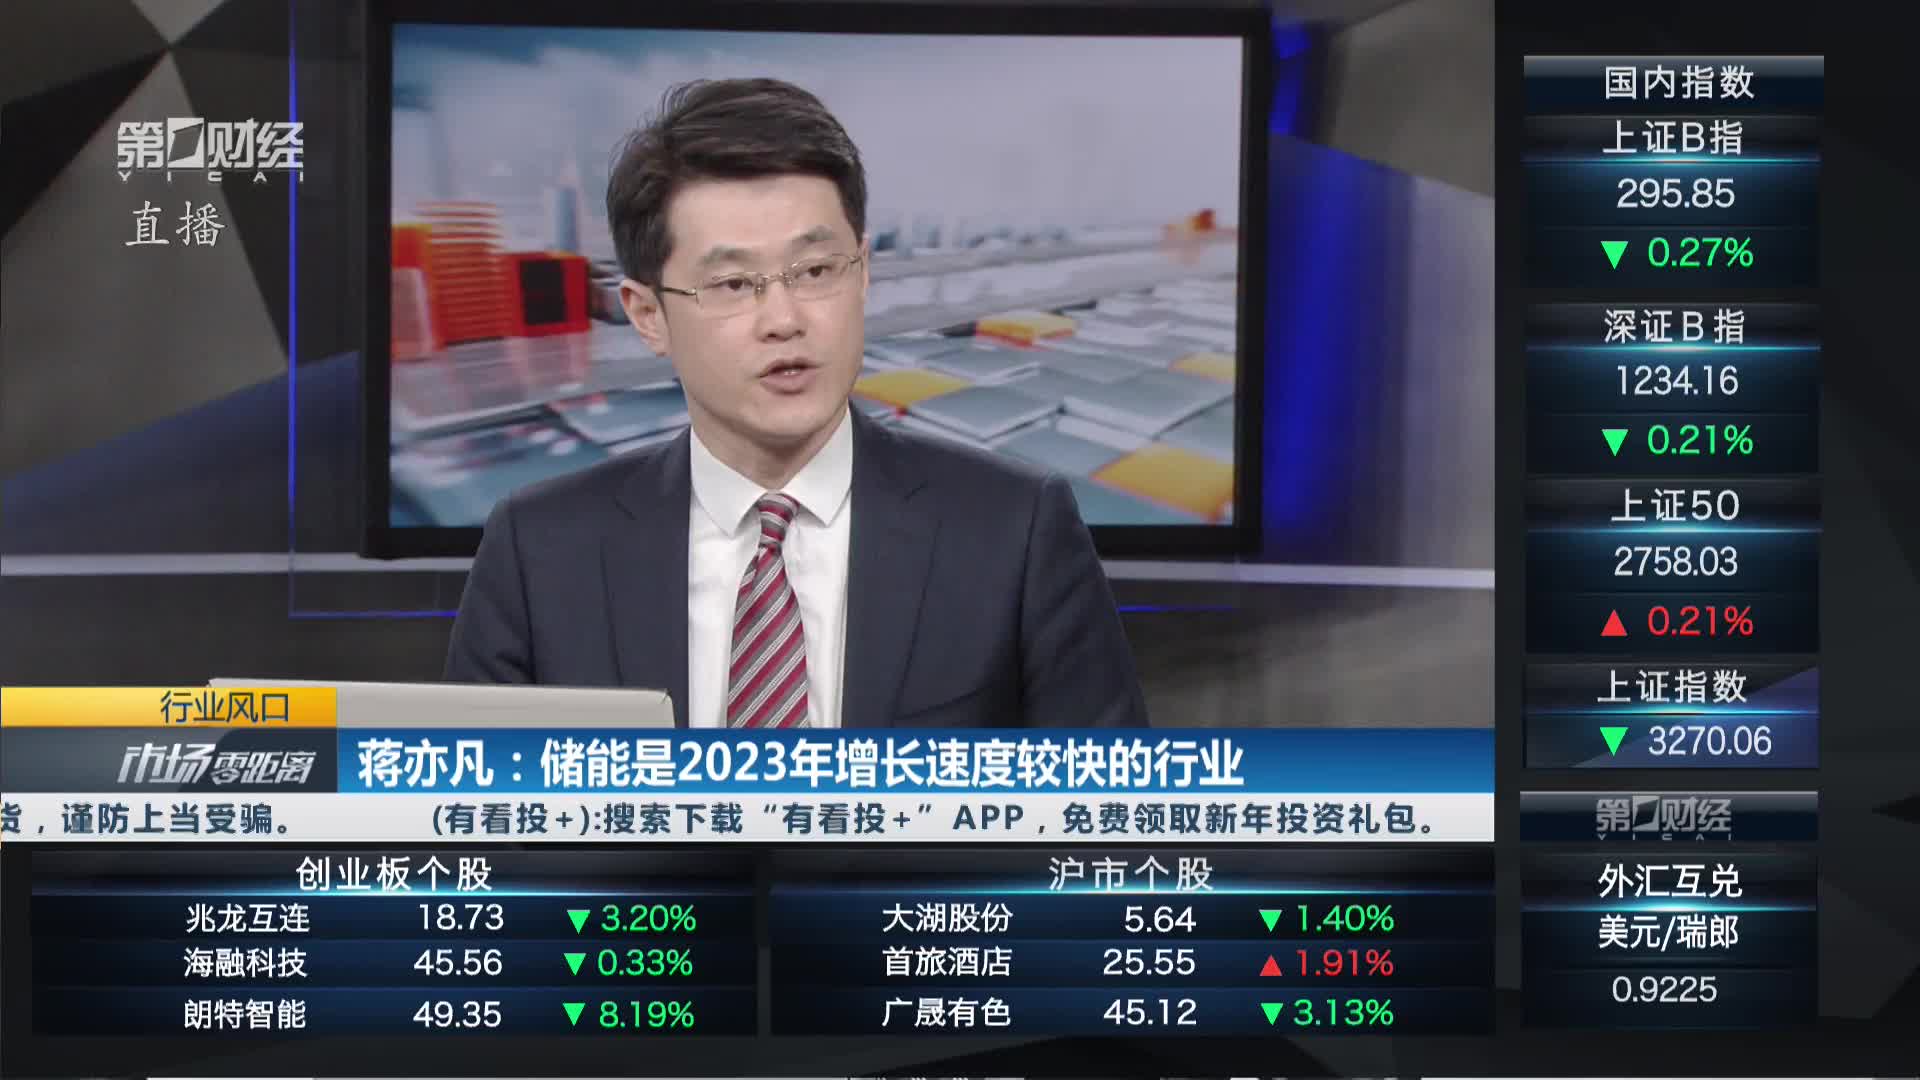 第一财经
YICAI
直播
国内指数
上证B指
295.85
▼ 0.27%
深证B指
1234.16
▼ 0.21%
上证50
2758.03
▲ 0.21%
上证指数
▼ 3270.06
第一财经
YICAI
外汇互兑
美元/瑞郎
0.9225
行业风口
市场零距离
蒋亦凡：储能是2023年增长速度较快的行业
，谨防上当受骗。 (有看投+):搜索下载“有看投+”APP，免费领取新年投资礼包。
创业板个股
兆龙互连 18.73 ▼ 3.20%
海融科技 45.56 ▼ 0.33%
朗特智能 49.35 ▼ 8.19%
沪市个股
大湖股份 5.64 ▼ 1.40%
首旅酒店 25.55 ▲ 1.91%
广晟有色 45.12 ▼ 3.13%